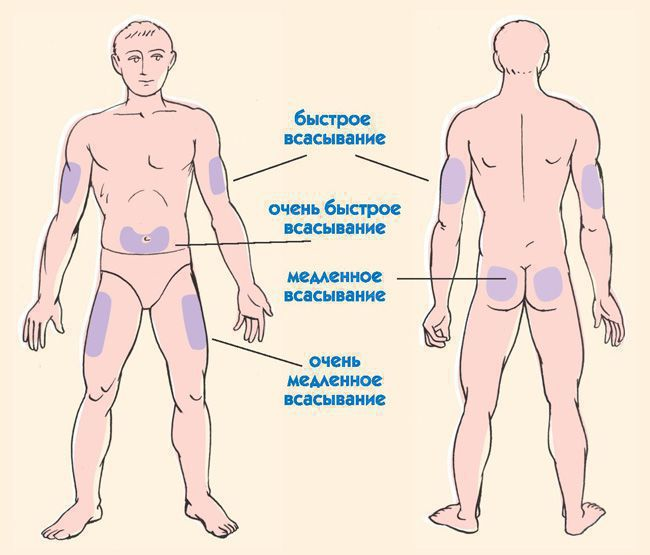 быстрое
всасывание
очень быстрое
всасывание
медленное
всасывание
очень
медленное
всасывание